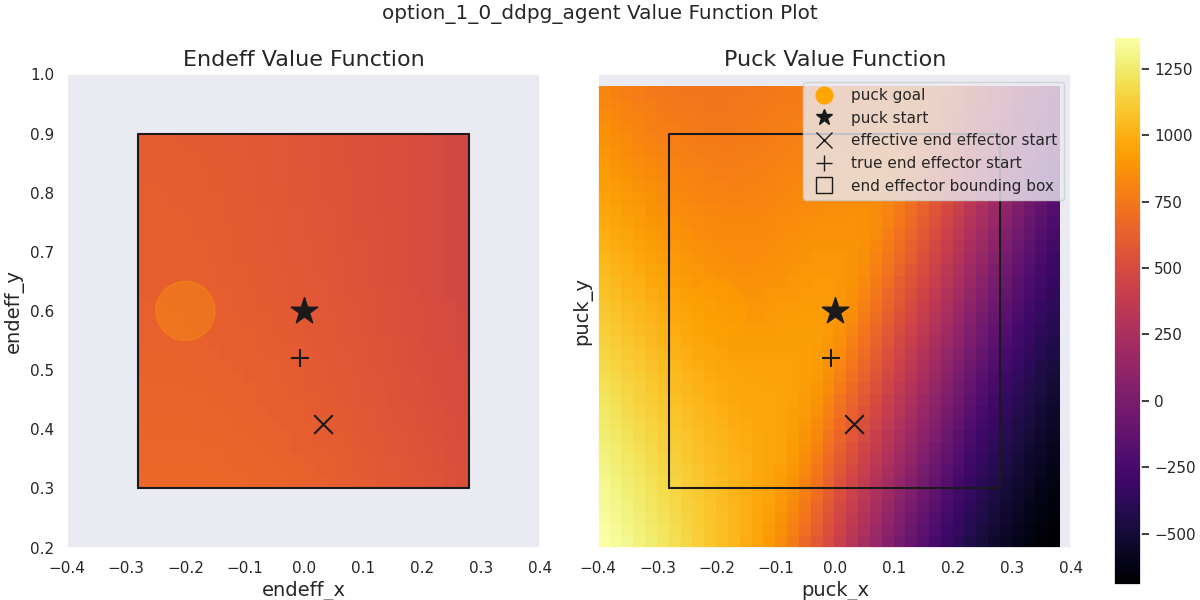 option_1_0_ddpg_agent Value Function Plot
Endeff Value Function
Puck Value Function
puck goal
puck start
effective end effector start
true end effector start
end effector bounding box
endeff_y
1.0
0.9
0.8
0.7
0.6
0.5
0.4
0.3
0.2
−0.4 −0.3 −0.2 −0.1 0.0 0.1 0.2 0.3 0.4
endeff_x
puck_y
−0.4 −0.3 −0.2 −0.1 0.0 0.1 0.2 0.3 0.4
puck_x
1250
1000
750
500
250
0
−250
−500